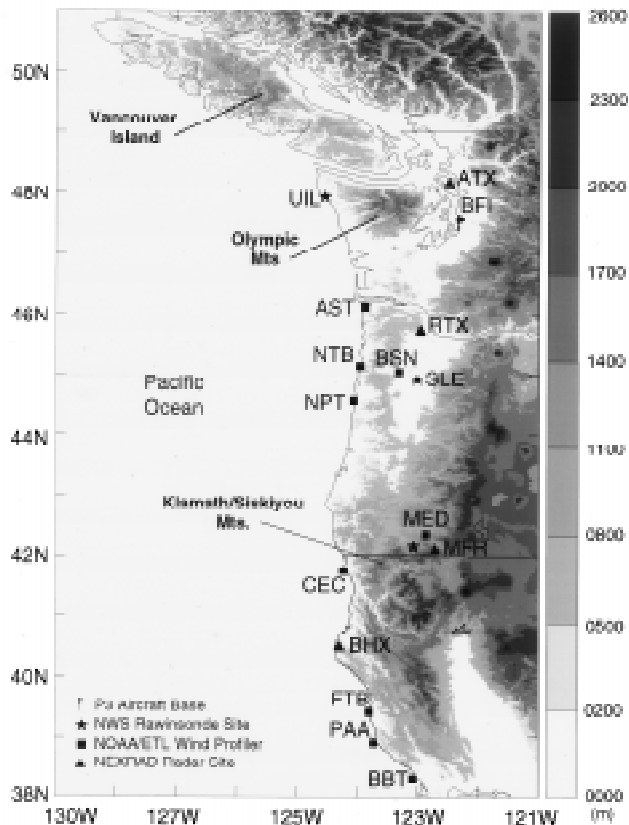 2600
50N
2300
Vancouver
Island
2000
ATX
48N
UIL
BFI
Olympic
Mts
1700
46N
AST
RTX
1400
NTB
BSN
SLE
Pacific
Ocean
NPT
44N
1100
Klamath/Siskiyou
Mts.
MED
0800
MFR
42N
CEC
0500
BHX
40N
0200
FTB
PAA
BBT
Aircraft Base
NWS Rawinsonde Site
NOAA/ETL Wind Profiler
NEXRAD Radar Site
38N
0000
(m)
130W
127W
125W
123W
121W